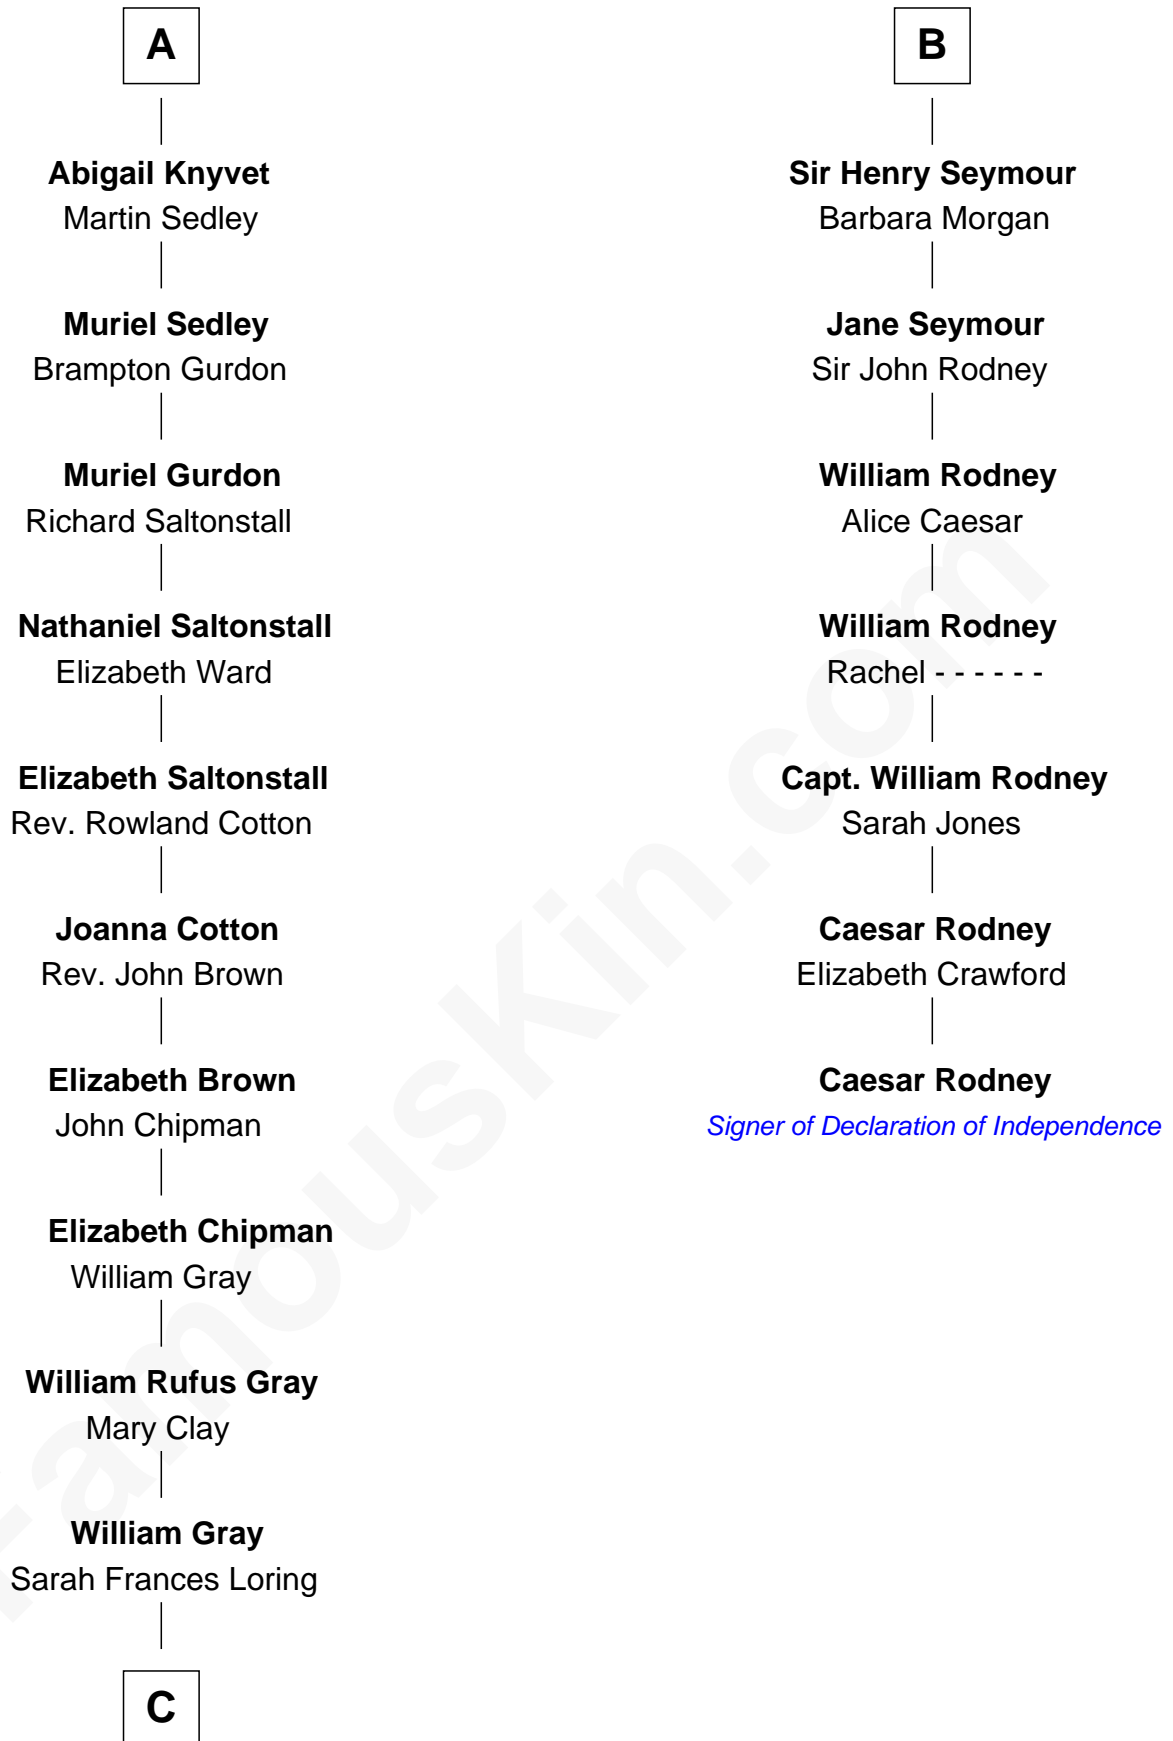 A
Abigail Knyvet
Martin Sedley
Muriel Sedley
Brampton Gurdon
Muriel Gurdon
Richard Saltonstall
Nathaniel Saltonstall
Elizabeth Ward
Elizabeth Saltonstall
Rev. Rowland Cotton
Joanna Cotton
Rev. John Brown
Elizabeth Brown
John Chipman
Elizabeth Chipman
William Gray
William Rufus Gray
Mary Clay
William Gray
Sarah Frances Loring
C
B
Sir Henry Seymour
Barbara Morgan
Jane Seymour
Sir John Rodney
William Rodney
Alice Caesar
William Rodney
Rachel - - - - - -
Capt. William Rodney
Sarah Jones
Caesar Rodney
Elizabeth Crawford
Caesar Rodney
Signer of Declaration of Independence
FamousKin.com